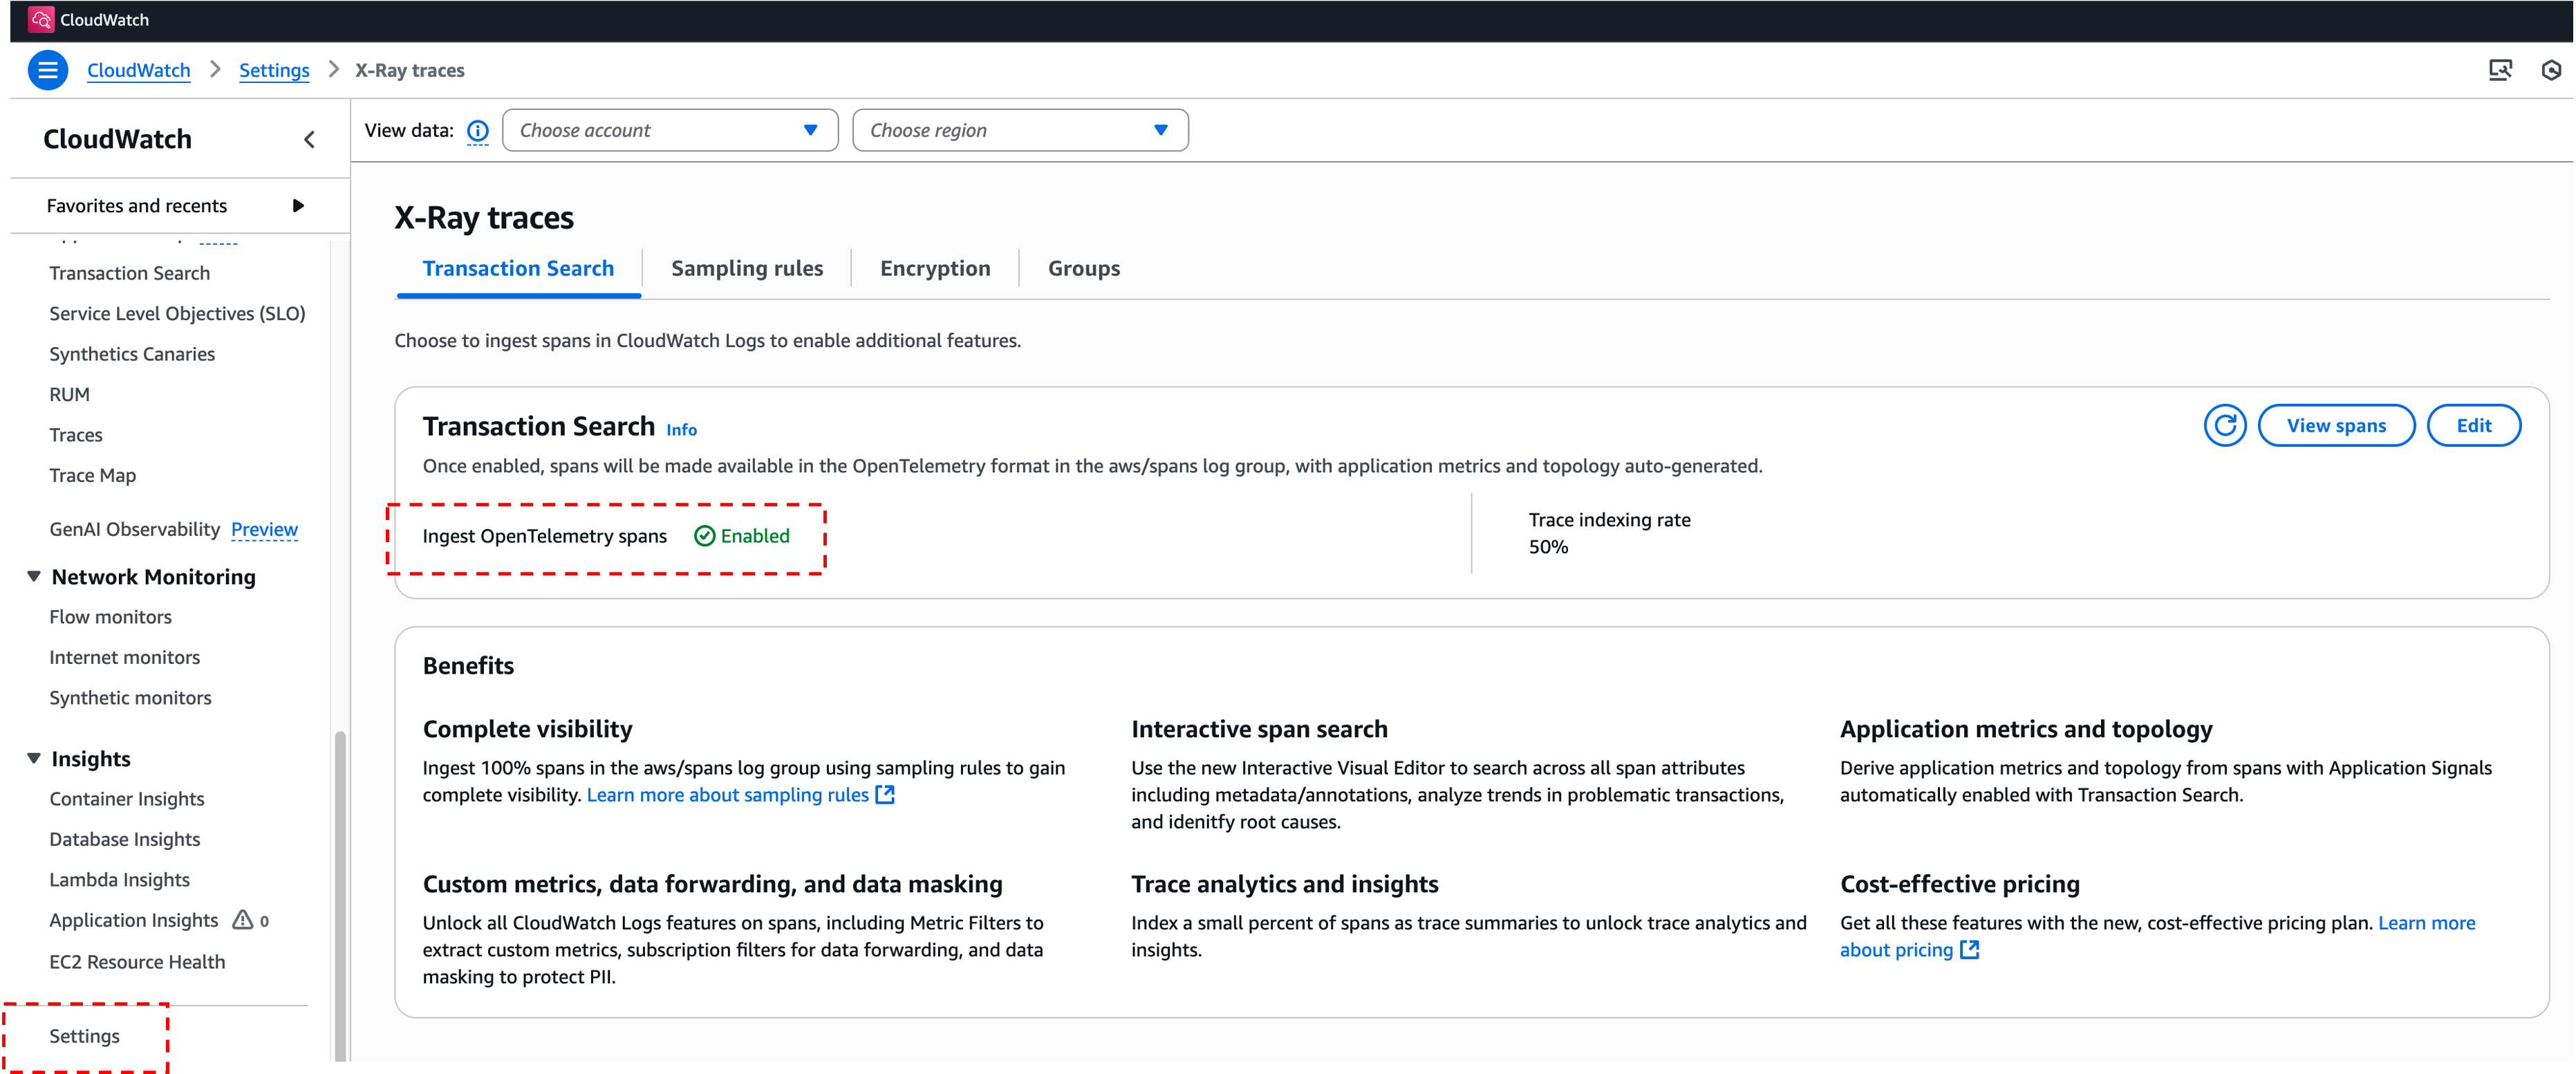 CloudWatch
CloudWatch > Settings > X-Ray traces
CloudWatch
Favorites and recents
Transaction Search
Service Level Objectives (SLO)
Synthetics Canaries
RUM
Traces
Trace Map
GenAI Observability Preview
Network Monitoring
Flow monitors
Internet monitors
Synthetic monitors
Insights
Container Insights
Database Insights
Lambda Insights
Application Insights 0
EC2 Resource Health
Settings
View data: Choose account Choose region
X-Ray traces
Transaction Search Sampling rules Encryption Groups
Choose to ingest spans in CloudWatch Logs to enable additional features.
Transaction Search Info
View spans Edit
Once enabled, spans will be made available in the OpenTelemetry format in the aws/spans log group, with application metrics and topology auto-generated.
Ingest OpenTelemetry spans Enabled
Trace indexing rate
50%
Benefits
Complete visibility
Ingest 100% spans in the aws/spans log group using sampling rules to gain
complete visibility. Learn more about sampling rules
Interactive span search
Use the new Interactive Visual Editor to search across all span attributes
including metadata/annotations, analyze trends in problematic transactions,
and idenitfy root causes.
Application metrics and topology
Derive application metrics and topology from spans with Application Signals
automatically enabled with Transaction Search.
Custom metrics, data forwarding, and data masking
Unlock all CloudWatch Logs features on spans, including Metric Filters to
extract custom metrics, subscription filters for data forwarding, and data
masking to protect PII.
Trace analytics and insights
Index a small percent of spans as trace summaries to unlock trace analytics and
insights.
Cost-effective pricing
Get all these features with the new, cost-effective pricing plan. Learn more
about pricing